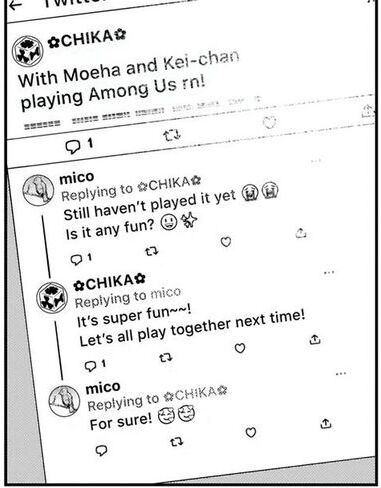 ← Twitte
✿CHIKA✿
With Moeha and Kei-chan
playing Among Us rn!
1
mico
Replying to ✿CHIKA✿
Still haven't played it yet 😭😭
Is it any fun? 😃✨
1
✿CHIKA✿
Replying to mico
It's super fun~~!
Let's all play together next time!
1
mico
Replying to ✿CHIKA✿
For sure! 😇😇